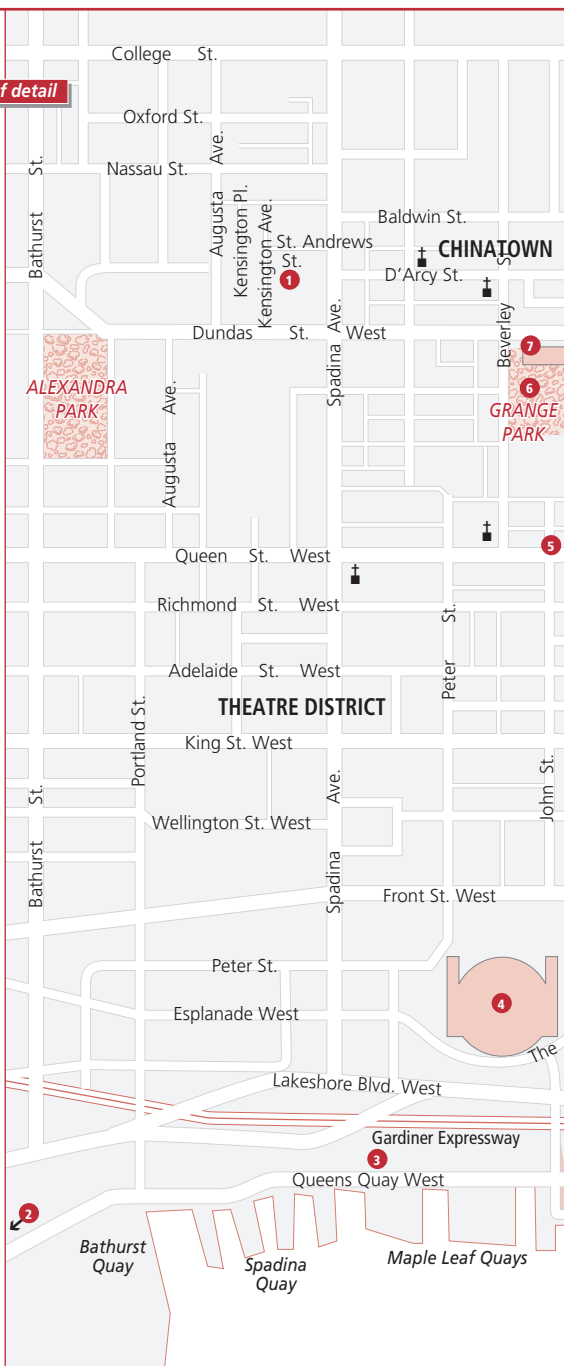 College St.
f detail
Oxford St.
Nassau St.
Bathurst St.
Augusta Ave.
Kensington Pl.
Kensington Ave.
St. Andrews
St.
1
Baldwin St.
CHINATOWN
D'Arcy St.
Beverley St.
Dundas St. West
Spadina Ave.
7
6
ALEXANDRA
PARK
GRANGE
PARK
Augusta Ave.
5
Queen St. West
Richmond St. West
Peter St.
Adelaide St. West
THEATRE DISTRICT
Portland St.
King St. West
John St.
Bathurst St.
Wellington St. West
Spadina Ave.
Front St. West
Peter St.
4
Esplanade West
The
Lakeshore Blvd. West
Gardiner Expressway
3
Queens Quay West
2
Bathurst
Quay
Spadina
Quay
Maple Leaf Quays